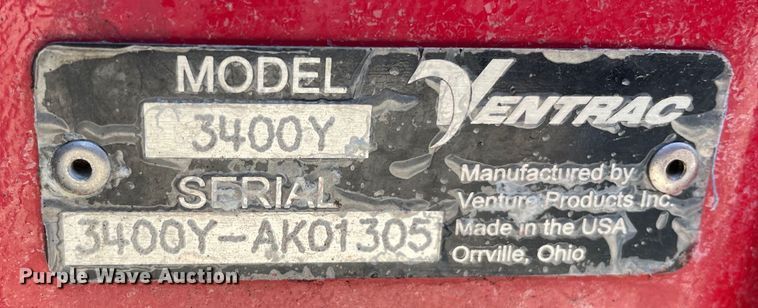 MODEL
3400Y
SERIAL
3400Y-AK01305
VENTRAC
Manufactured by
Venture Products Inc.
Made in the USA
Orrville, Ohio
Purple Wave Auction